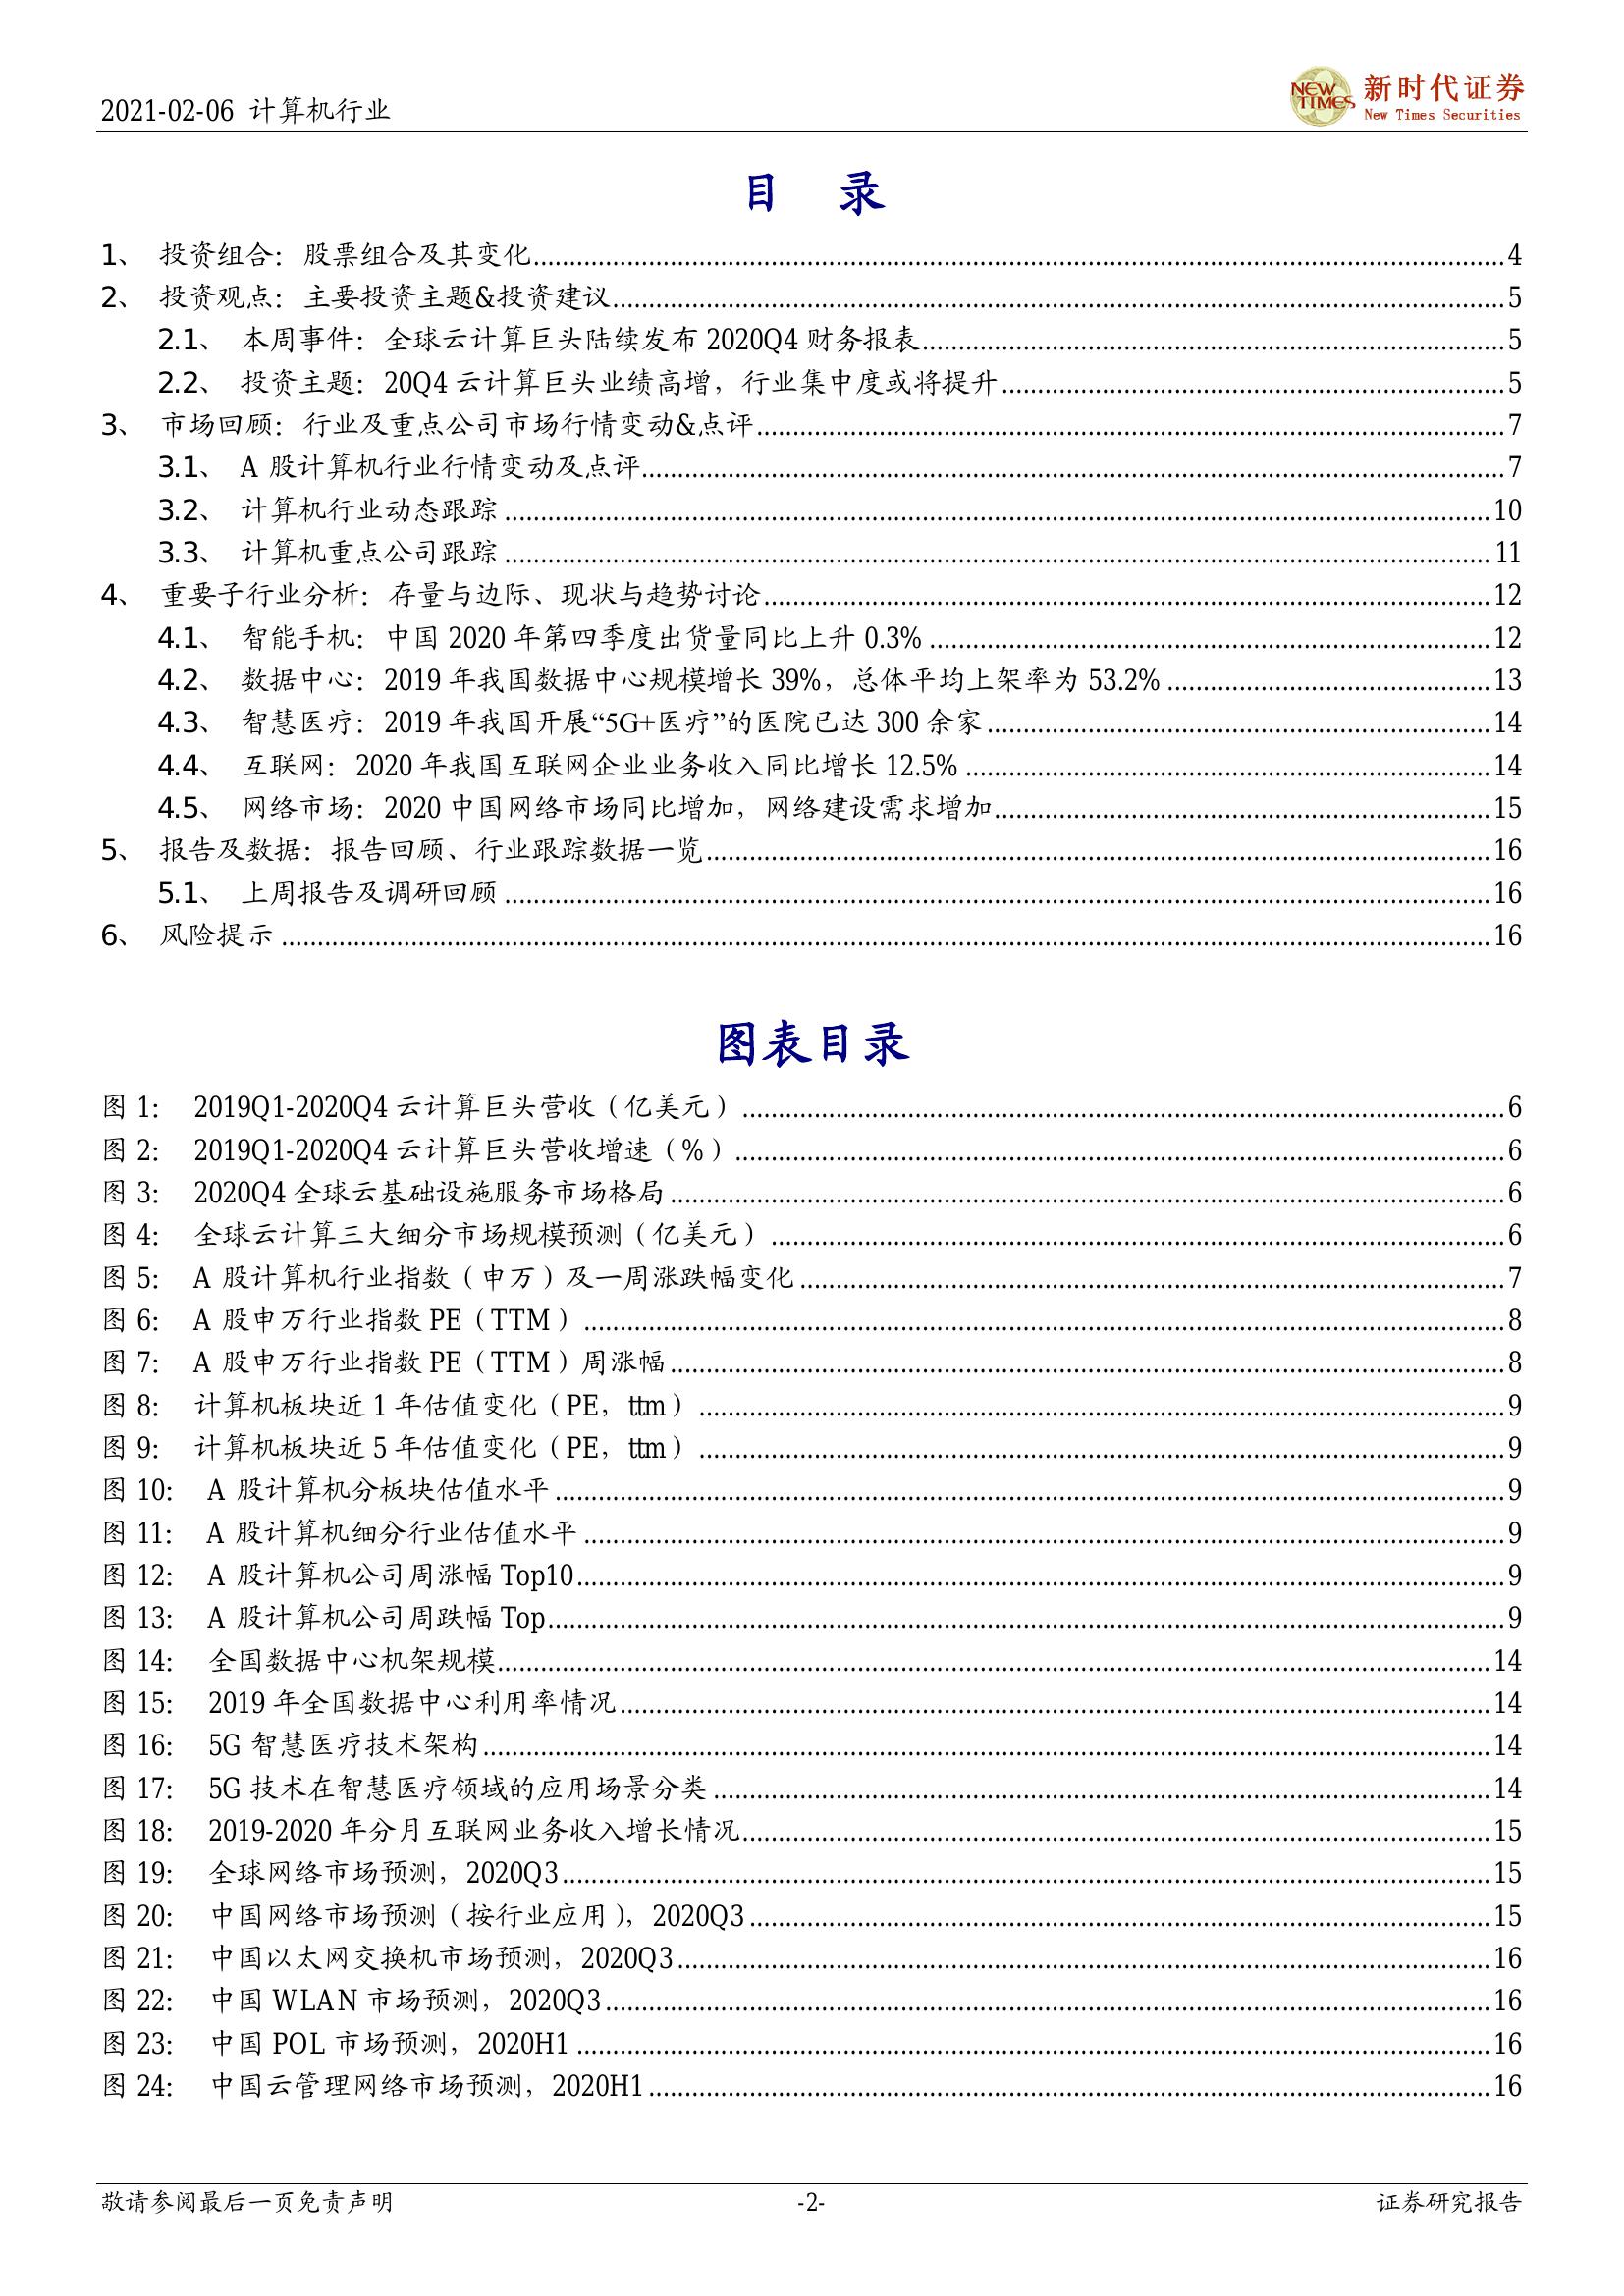 2021-02-06 计算机行业
NEW TIMES 新时代证券
New Times Securities
目 录
1、 投资组合：股票组合及其变化 4
2、 投资观点：主要投资主题&投资建议 5
2.1、 本周事件：全球云计算巨头陆续发布 2020Q4 财务报表 5
2.2、 投资主题：20Q4 云计算巨头业绩高增，行业集中度或将提升 5
3、 市场回顾：行业及重点公司市场行情变动&点评 7
3.1、 A 股计算机行业行情变动及点评 7
3.2、 计算机行业动态跟踪 10
3.3、 计算机重点公司跟踪 11
4、 重要子行业分析：存量与边际、现状与趋势讨论 12
4.1、 智能手机：中国 2020 年第四季度出货量同比上升 0.3% 12
4.2、 数据中心：2019 年我国数据中心规模增长 39%，总体平均上架率为 53.2% 13
4.3、 智慧医疗：2019 年我国开展“5G+医疗”的医院已达 300 余家 14
4.4、 互联网：2020 年我国互联网企业业务收入同比增长 12.5% 14
4.5、 网络市场：2020 中国网络市场同比增加，网络建设需求增加 15
5、 报告及数据：报告回顾、行业跟踪数据一览 16
5.1、 上周报告及调研回顾 16
6、 风险提示 16
图表目录
图 1： 2019Q1-2020Q4 云计算巨头营收（亿美元） 6
图 2： 2019Q1-2020Q4 云计算巨头营收增速（%） 6
图 3： 2020Q4 全球云基础设施服务市场格局 6
图 4： 全球云计算三大细分市场规模预测（亿美元） 6
图 5： A 股计算机行业指数（申万）及一周涨跌幅变化 7
图 6： A 股申万行业指数 PE（TTM） 8
图 7： A 股申万行业指数 PE（TTM）周涨幅 8
图 8： 计算机板块近 1 年估值变化（PE，ttm） 9
图 9： 计算机板块近 5 年估值变化（PE，ttm） 9
图 10： A 股计算机分板块估值水平 9
图 11： A 股计算机细分行业估值水平 9
图 12： A 股计算机公司周涨幅 Top10 9
图 13： A 股计算机公司周跌幅 Top 9
图 14： 全国数据中心机架规模 14
图 15： 2019 年全国数据中心利用率情况 14
图 16： 5G 智慧医疗技术架构 14
图 17： 5G 技术在智慧医疗领域的应用场景分类 14
图 18： 2019-2020 年分月互联网业务收入增长情况 15
图 19： 全球网络市场预测，2020Q3 15
图 20： 中国网络市场预测（按行业应用），2020Q3 15
图 21： 中国以太网交换机市场预测，2020Q3 16
图 22： 中国 WLAN 市场预测，2020Q3 16
图 23： 中国 POL 市场预测，2020H1 16
图 24： 中国云管理网络市场预测，2020H1 16
敬请参阅最后一页免责声明 -2- 证券研究报告